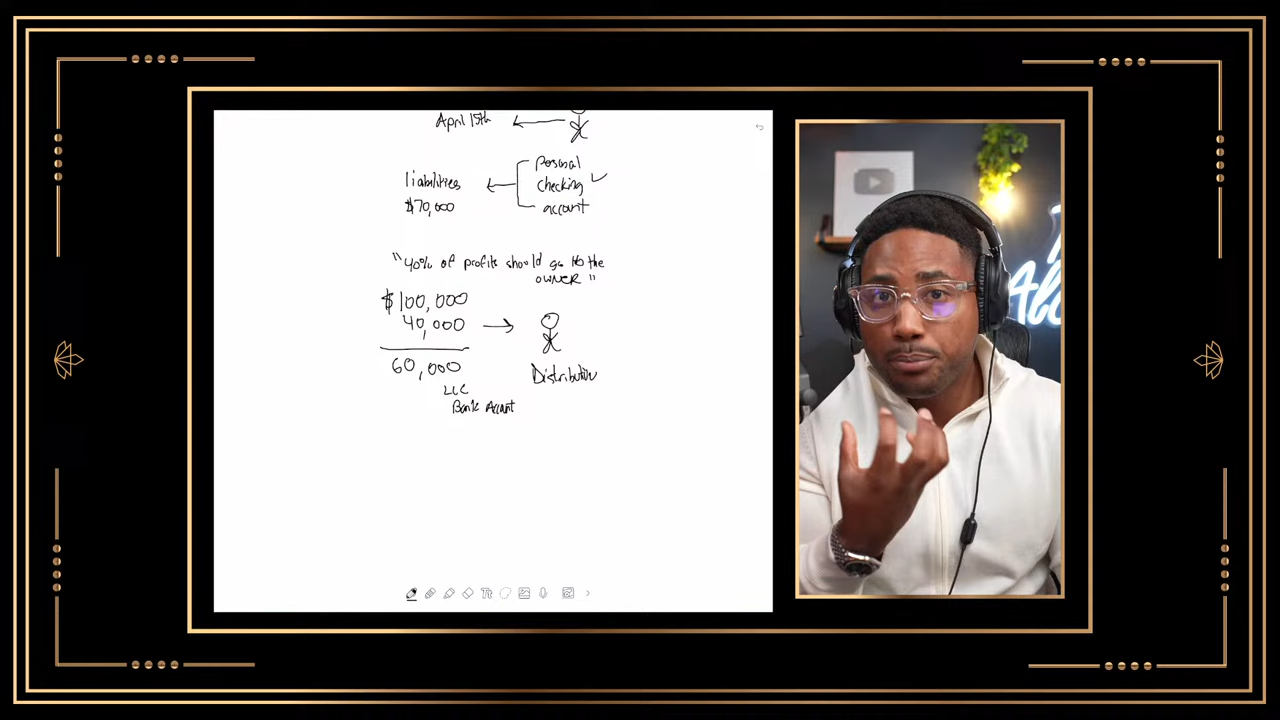 April 15th
personal
liabilities
checking
$70,000
account
"40% of profits should go to the
owner"
$100,000
40,000
60,000
Distribution
LLC
Bank Account